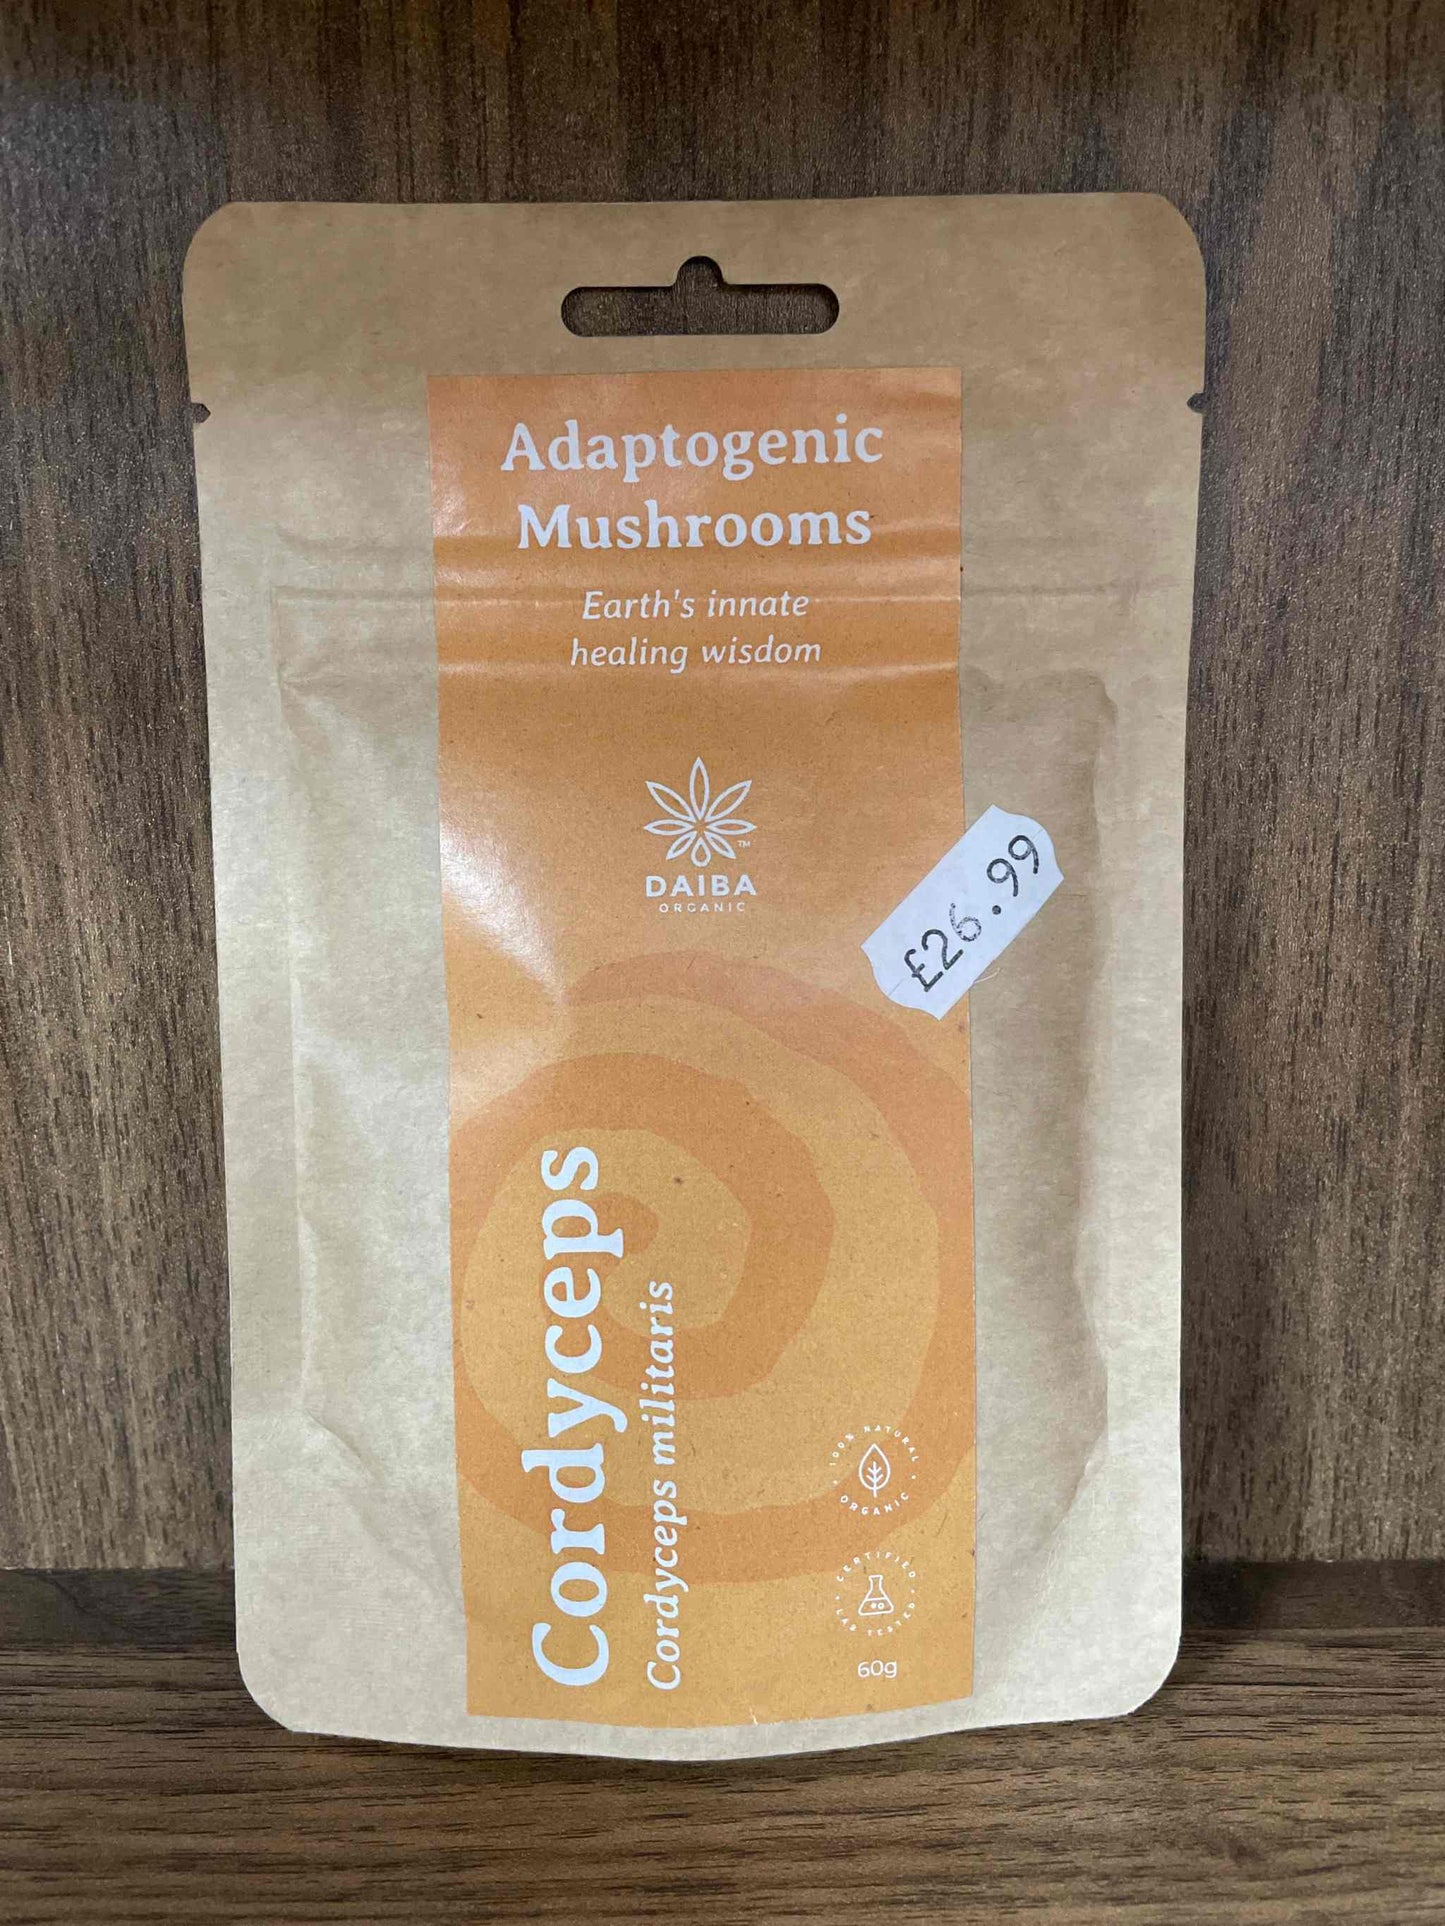 Adaptogenic
Mushrooms
Earth's innate
healing wisdom
TM
DAIBA
ORGANIC
£26.99
Cordyceps
Cordyceps militaris
100% NATURAL
ORGANIC
CERTIFIED
LAB TESTED
60g